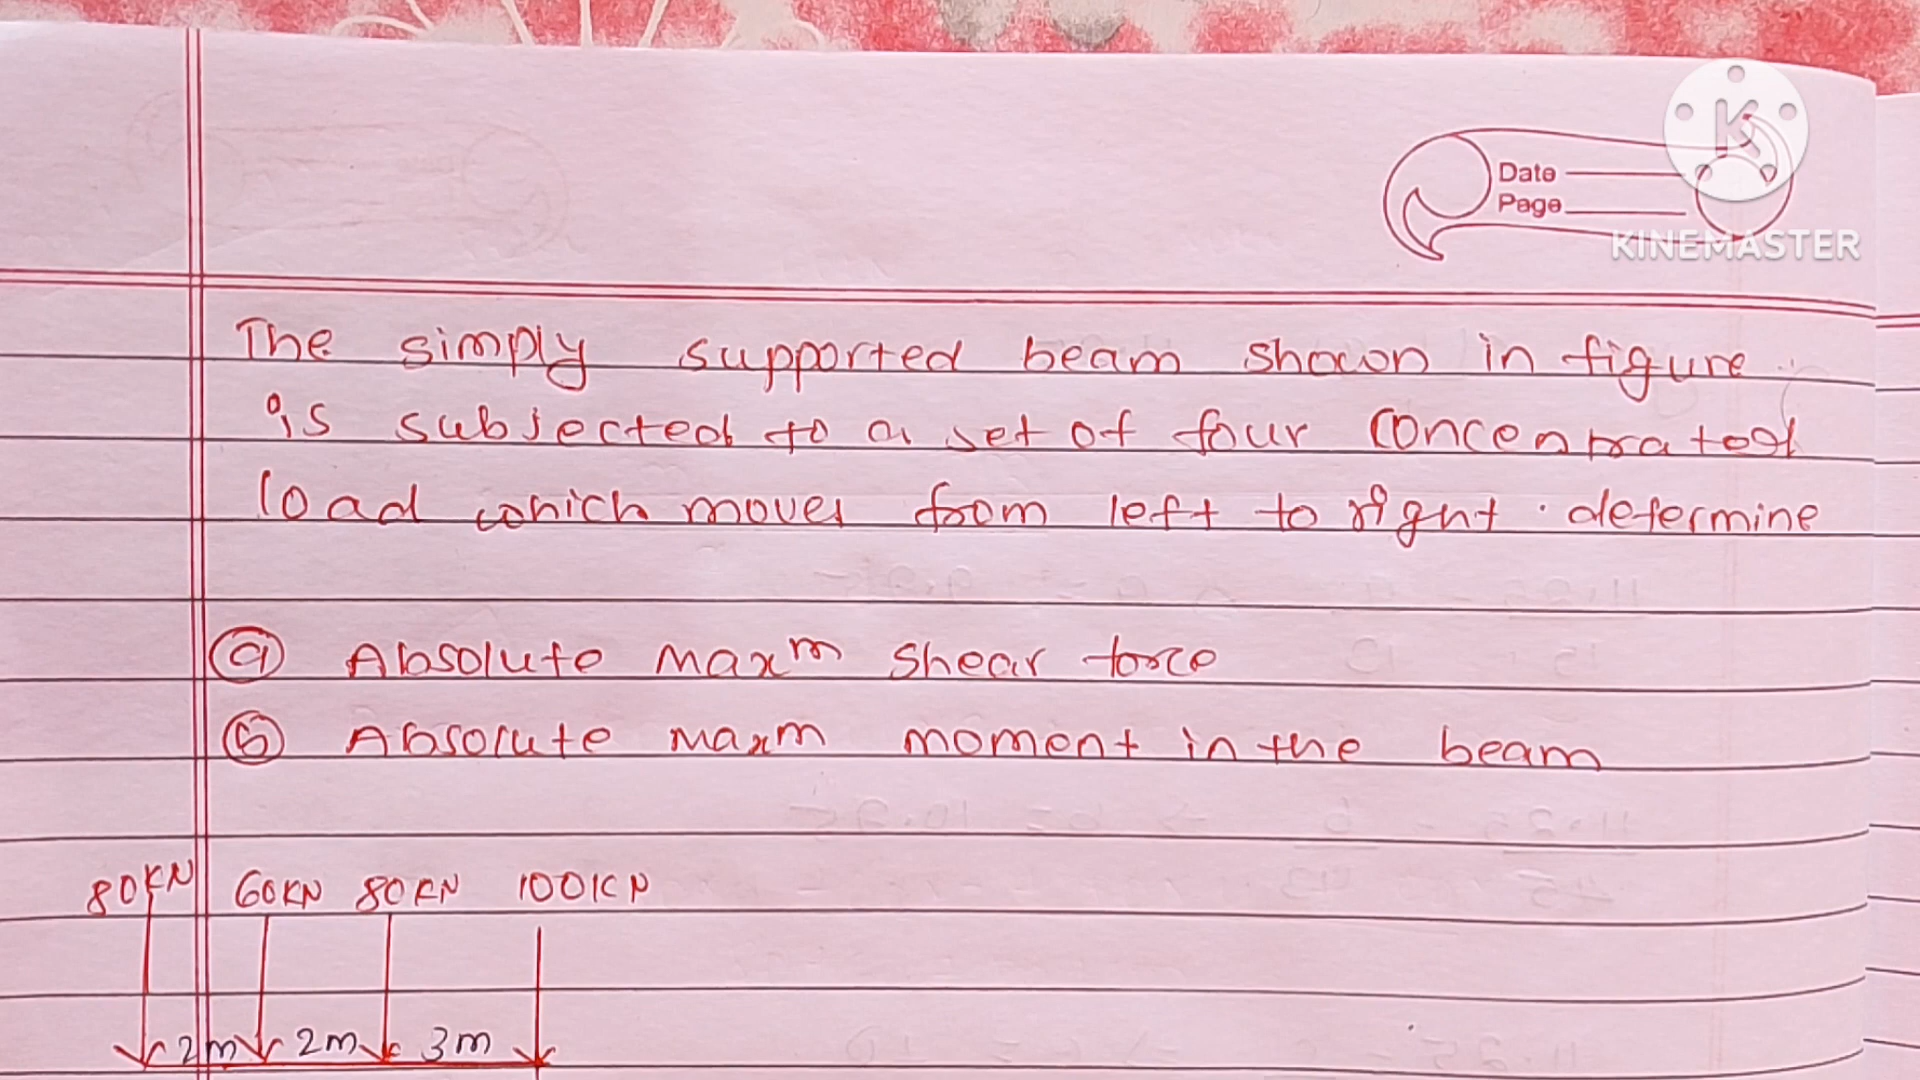 Date
Page
KINEMASTER
The simply supported beam shown in figure
is subjected to a set of four concentrated
load which moves from left to right. determine
(a) Absolute maxm shear force
(b) Absolute maxm moment in the beam
80KN 60KN 80KN 100KN
2m 2m 3m